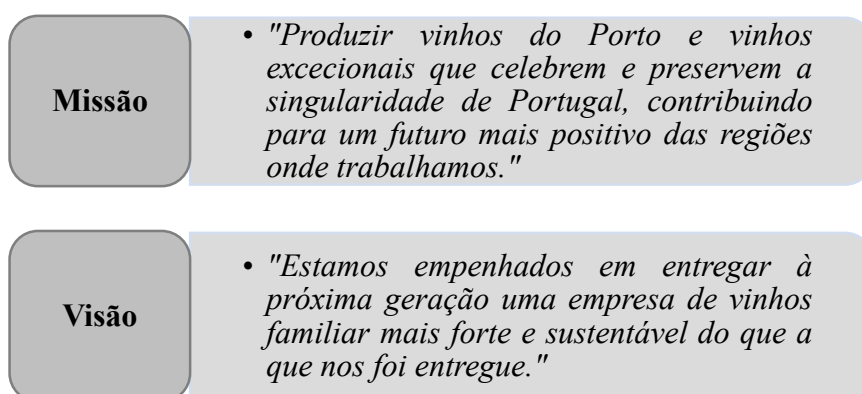 Missão
• "Produzir vinhos do Porto e vinhos
excecionais que celebrem e preservem a
singularidade de Portugal, contribuindo
para um futuro mais positivo das regiões
onde trabalhamos."
Visão
• "Estamos empenhados em entregar à
próxima geração uma empresa de vinhos
familiar mais forte e sustentável do que a
que nos foi entregue."